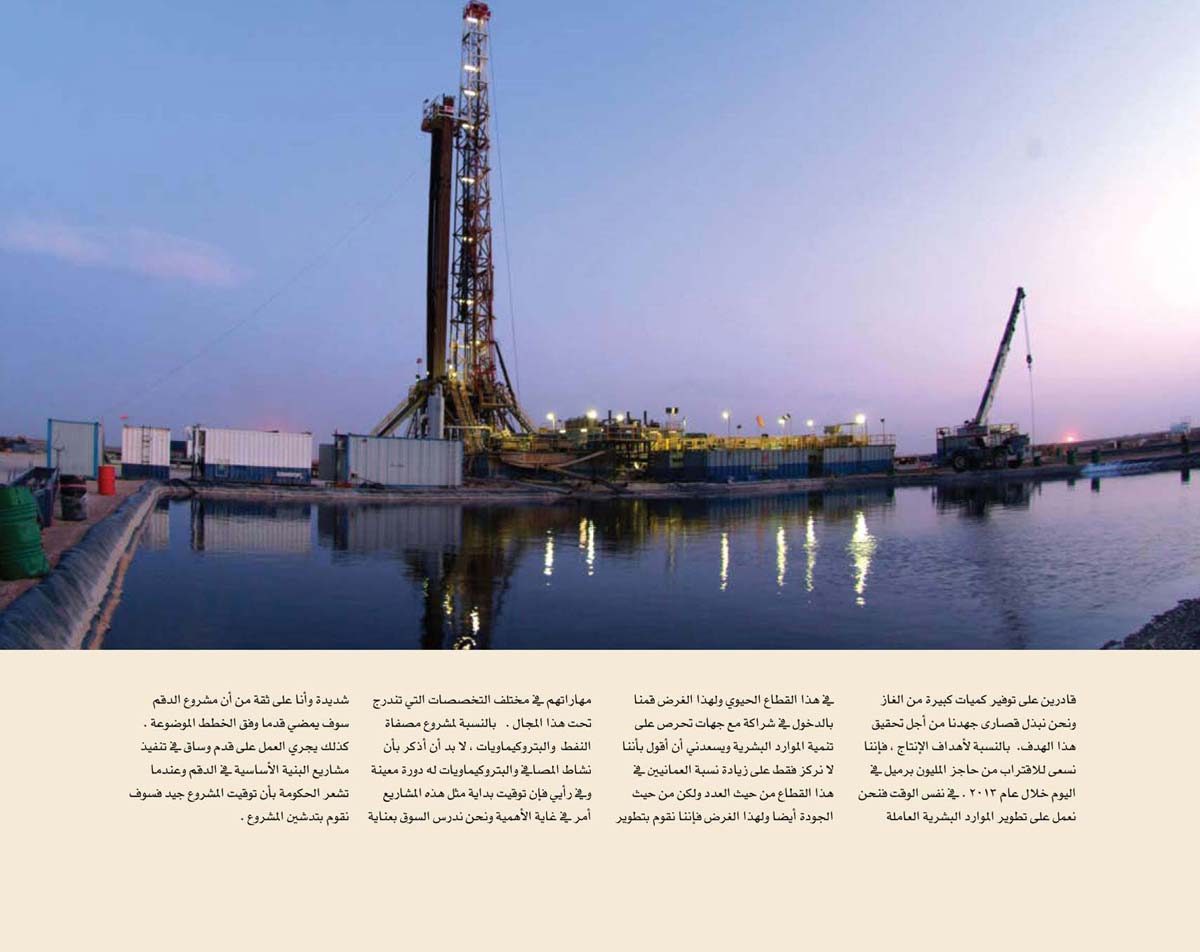 قادرين على توفير كميات كبيرة من الغاز
ونحن نبذل قصارى جهدنا من أجل تحقيق
هذا الهدف. بالنسبة لأهداف الإنتاج ، فإننا
نسعى للاقتراب من حاجز المليون برميل في
اليوم خلال عام ٢٠١٣ . في نفس الوقت فنحن
نعمل على تطوير الموارد البشرية العاملة
في هذا القطاع الحيوي ولهذا الغرض قمنا
بالدخول في شراكة مع جهات تحرص على
تنمية الموارد البشرية ويسعدني أن أقول بأننا
لا نركز فقط على زيادة نسبة العمانيين في
هذا القطاع من حيث العدد ولكن من حيث
الجودة أيضا ولهذا الغرض فإننا نقوم بتطوير
مهاراتهم في مختلف التخصصات التي تندرج
تحت هذا المجال . بالنسبة لمشروع مصفاة
النفط والبتروكيماويات ، لا بد أن أذكر بأن
نشاط المصافي والبتروكيماويات له دورة معينة
وفي رأيي فإن توقيت بداية مثل هذه المشاريع
أمر في غاية الأهمية ونحن ندرس السوق بعناية
شديدة وأنا على ثقة من أن مشروع الدقم
سوف يمضي قدما وفق الخطط الموضوعة .
كذلك يجري العمل على قدم وساق في تنفيذ
مشاريع البنية الأساسية في الدقم وعندما
تشعر الحكومة بأن توقيت المشروع جيد فسوف
نقوم بتدشين المشروع .